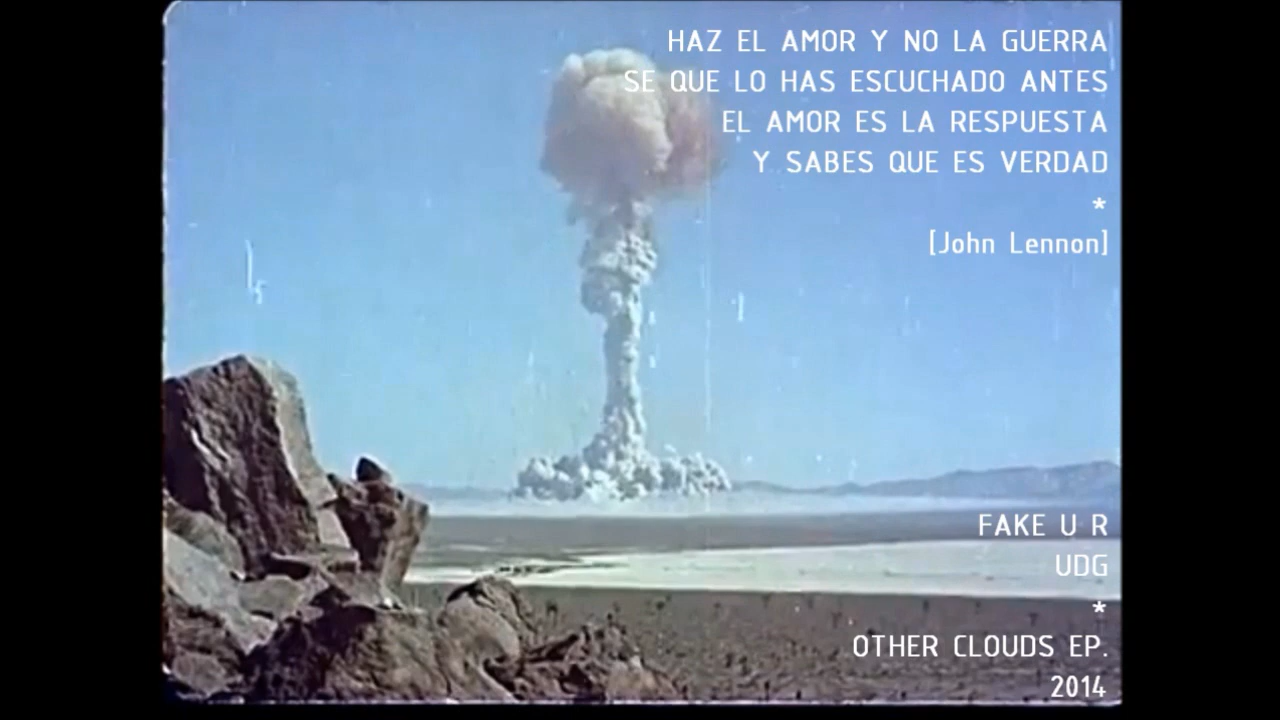 HAZ EL AMOR Y NO LA GUERRA
SE QUE LO HAS ESCUCHADO ANTES
EL AMOR ES LA RESPUESTA
Y SABES QUE ES VERDAD
*
[John Lennon]
FAKE U R
UDG
*
OTHER CLOUDS EP.
2014